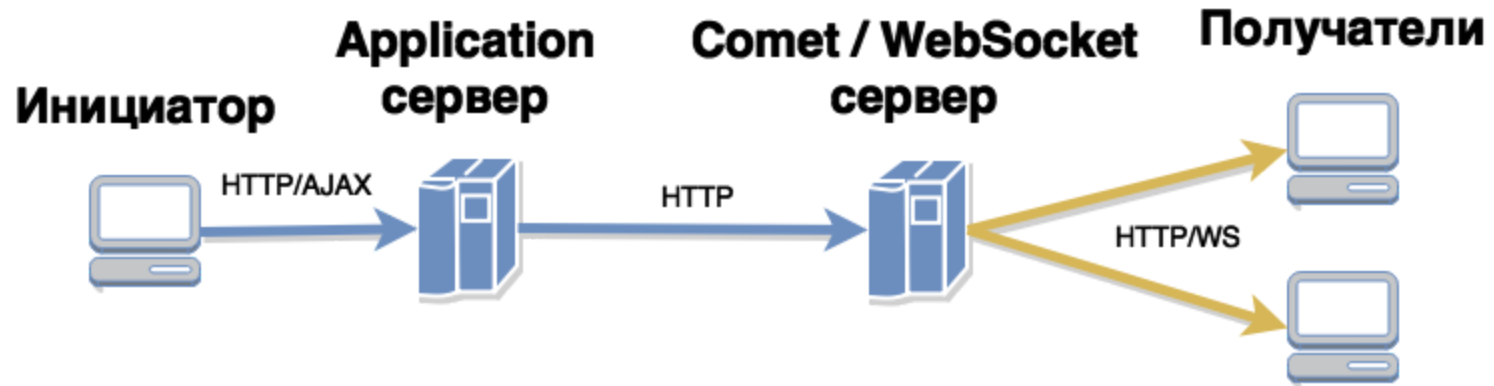 Инициатор
Application
сервер
Comet / WebSocket
сервер
Получатели
HTTP/AJAX
HTTP
HTTP/WS